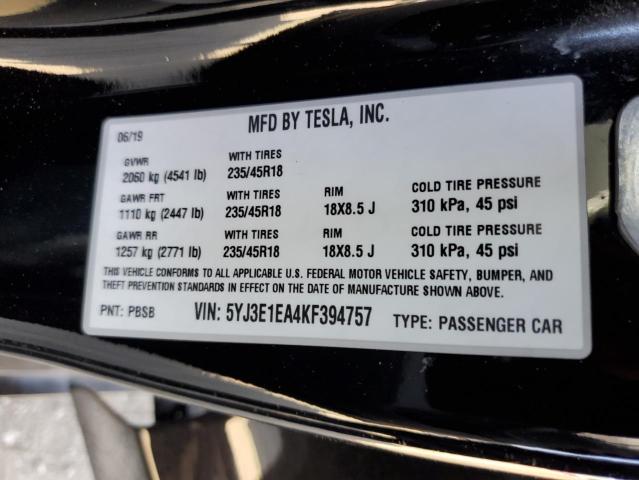 MFD BY TESLA, INC.
06/19
GVWR WITH TIRES
2060 kg (4541 lb) 235/45R18
GAWR FRT WITH TIRES RIM COLD TIRE PRESSURE
1110 kg (2447 lb) 235/45R18 18X8.5 J 310 kPa, 45 psi
GAWR RR WITH TIRES RIM COLD TIRE PRESSURE
1257 kg (2771 lb) 235/45R18 18X8.5 J 310 kPa, 45 psi
THIS VEHICLE CONFORMS TO ALL APPLICABLE U.S. FEDERAL MOTOR VEHICLE SAFETY, BUMPER, AND
THEFT PREVENTION STANDARDS IN EFFECT ON THE DATE OF MANUFACTURE SHOWN ABOVE.
PNT: PBSB VIN: 5YJ3E1EA4KF394757 TYPE: PASSENGER CAR